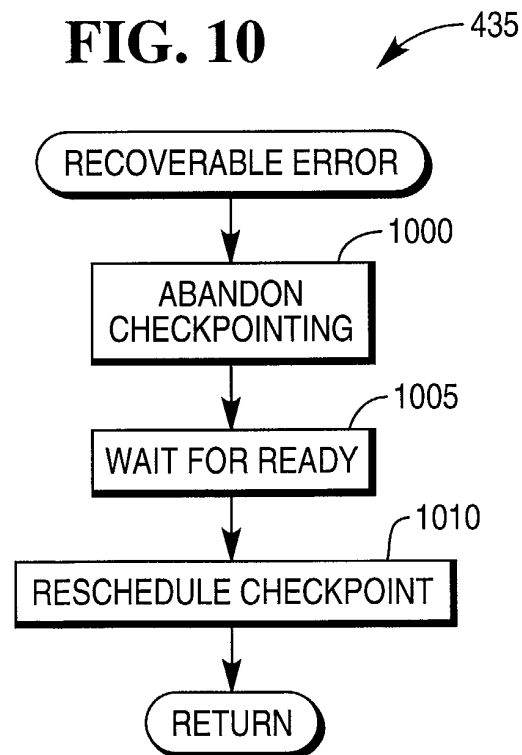 FIG. 10
435
RECOVERABLE ERROR
1000
ABANDON
CHECKPOINTING
1005
WAIT FOR READY
1010
RESCHEDULE CHECKPOINT
RETURN